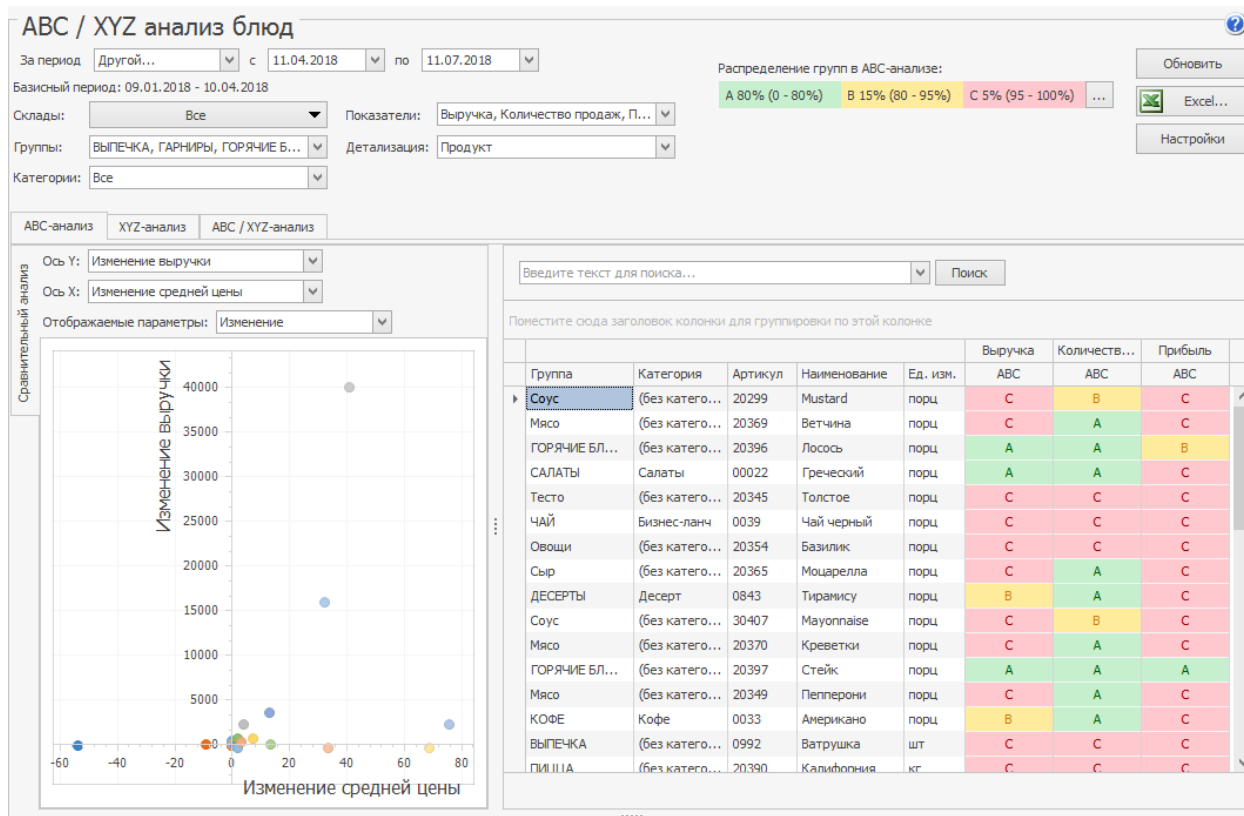 ABC / XYZ анализ блюд
За период Другой... с 11.04.2018 по 11.07.2018
Базисный период: 09.01.2018 - 10.04.2018
Склады: Все Показатели: Выручка, Количество продаж, П...
Группы: ВЫПЕЧКА, ГАРНИРЫ, ГОРЯЧИЕ Б... Детализация: Продукт
Категории: Все
Распределение групп в ABC-анализе:
A 80% (0 - 80%) B 15% (80 - 95%) C 5% (95 - 100%) ...
Обновить
Excel...
Настройки
ABC-анализ XYZ-анализ ABC / XYZ-анализ
Сравнительный анализ
Ось Y: Изменение выручки
Ось X: Изменение средней цены
Отображаемые параметры: Изменение
Изменение выручки
40000
35000
30000
25000
20000
15000
10000
5000
0
-60 -40 -20 0 20 40 60 80
Изменение средней цены
Введите текст для поиска... Поиск
Поместите сюда заголовок колонки для группировки по этой колонке
Выручка Количеств... Прибыль
Группа Категория Артикул Наименование Ед. изм. ABC ABC ABC
Соус (без катего... 20299 Mustard порц C B C
Мясо (без катего... 20369 Ветчина порц C A C
ГОРЯЧИЕ БЛ... (без катего... 20396 Лосось порц A A B
САЛАТЫ Салаты 00022 Греческий порц A A C
Тесто (без катего... 20345 Толстое порц C C C
ЧАЙ Бизнес-ланч 0039 Чай черный порц C C C
Овощи (без катего... 20354 Базилик порц C C C
Сыр (без катего... 20365 Моцарелла порц C A C
ДЕСЕРТЫ Десерт 0843 Тирамису порц B A C
Соус (без катего... 30407 Mayonnaise порц C B C
Мясо (без катего... 20370 Креветки порц C A C
ГОРЯЧИЕ БЛ... (без катего... 20397 Стейк порц A A A
Мясо (без катего... 20349 Пепперони порц C A C
КОФЕ Кофе 0033 Американо порц B A C
ВЫПЕЧКА (без катего... 0992 Ватрушка шт C C C
ПИЦЦА (без катего... 20390 Калифорния кг C C C